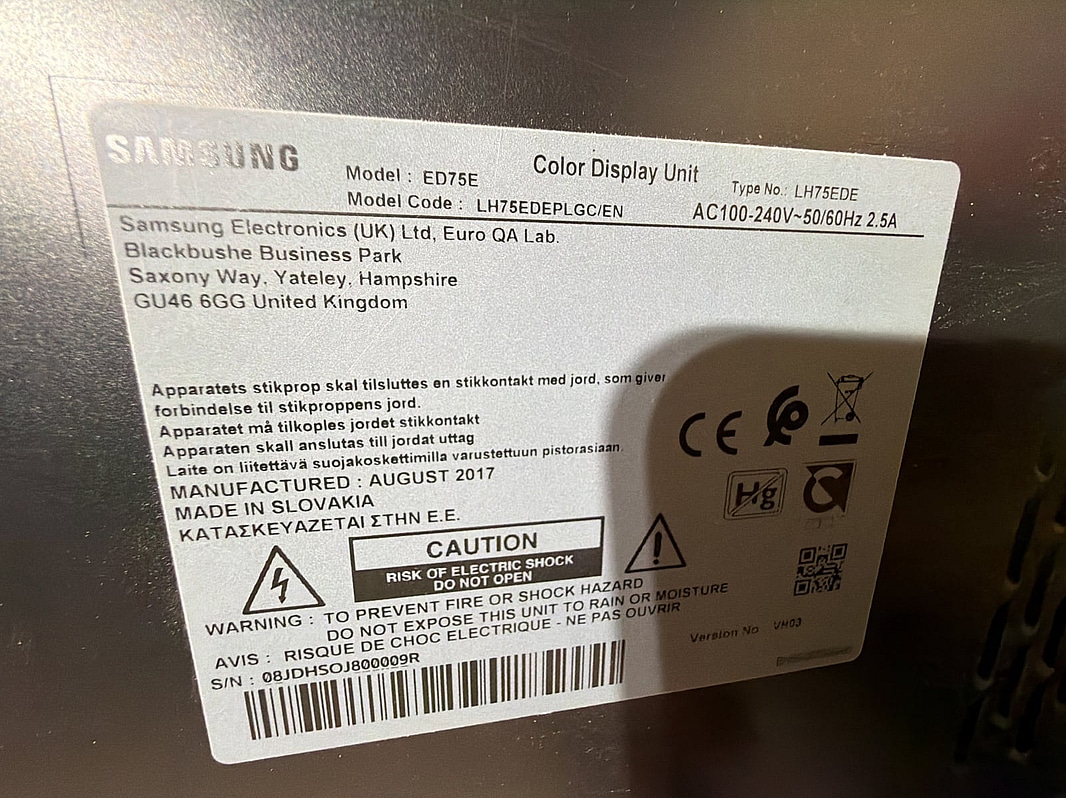 SAMSUNG
Model : ED75E
Color Display Unit
Type No.: LH75EDE
Model Code : LH75EDEPLGC/EN
AC100-240V~50/60Hz 2.5A
Samsung Electronics (UK) Ltd, Euro QA Lab.
Blackbushe Business Park
Saxony Way, Yateley, Hampshire
GU46 6GG United Kingdom
Apparatets stikprop skal tilsluttes en stikkontakt med jord, som giver
forbindelse til stikproppens jord.
Apparatet må tilkoples jordet stikkontakt
Apparaten skall anslutas till jordat uttag
Laite on liitettävä suojakoskettimilla varustettuun pistorasiaan.
MANUFACTURED : AUGUST 2017
MADE IN SLOVAKIA
ΚΑΤΑΣΚΕΥΑΖΕΤΑΙ ΣΤΗΝ Ε.Ε.
CE
Hg
CAUTION
RISK OF ELECTRIC SHOCK
DO NOT OPEN
WARNING : TO PREVENT FIRE OR SHOCK HAZARD
DO NOT EXPOSE THIS UNIT TO RAIN OR MOISTURE
AVIS : RISQUE DE CHOC ELECTRIQUE - NE PAS OUVRIR
Version No VH03
S/N : 08JDHSOJ800009R